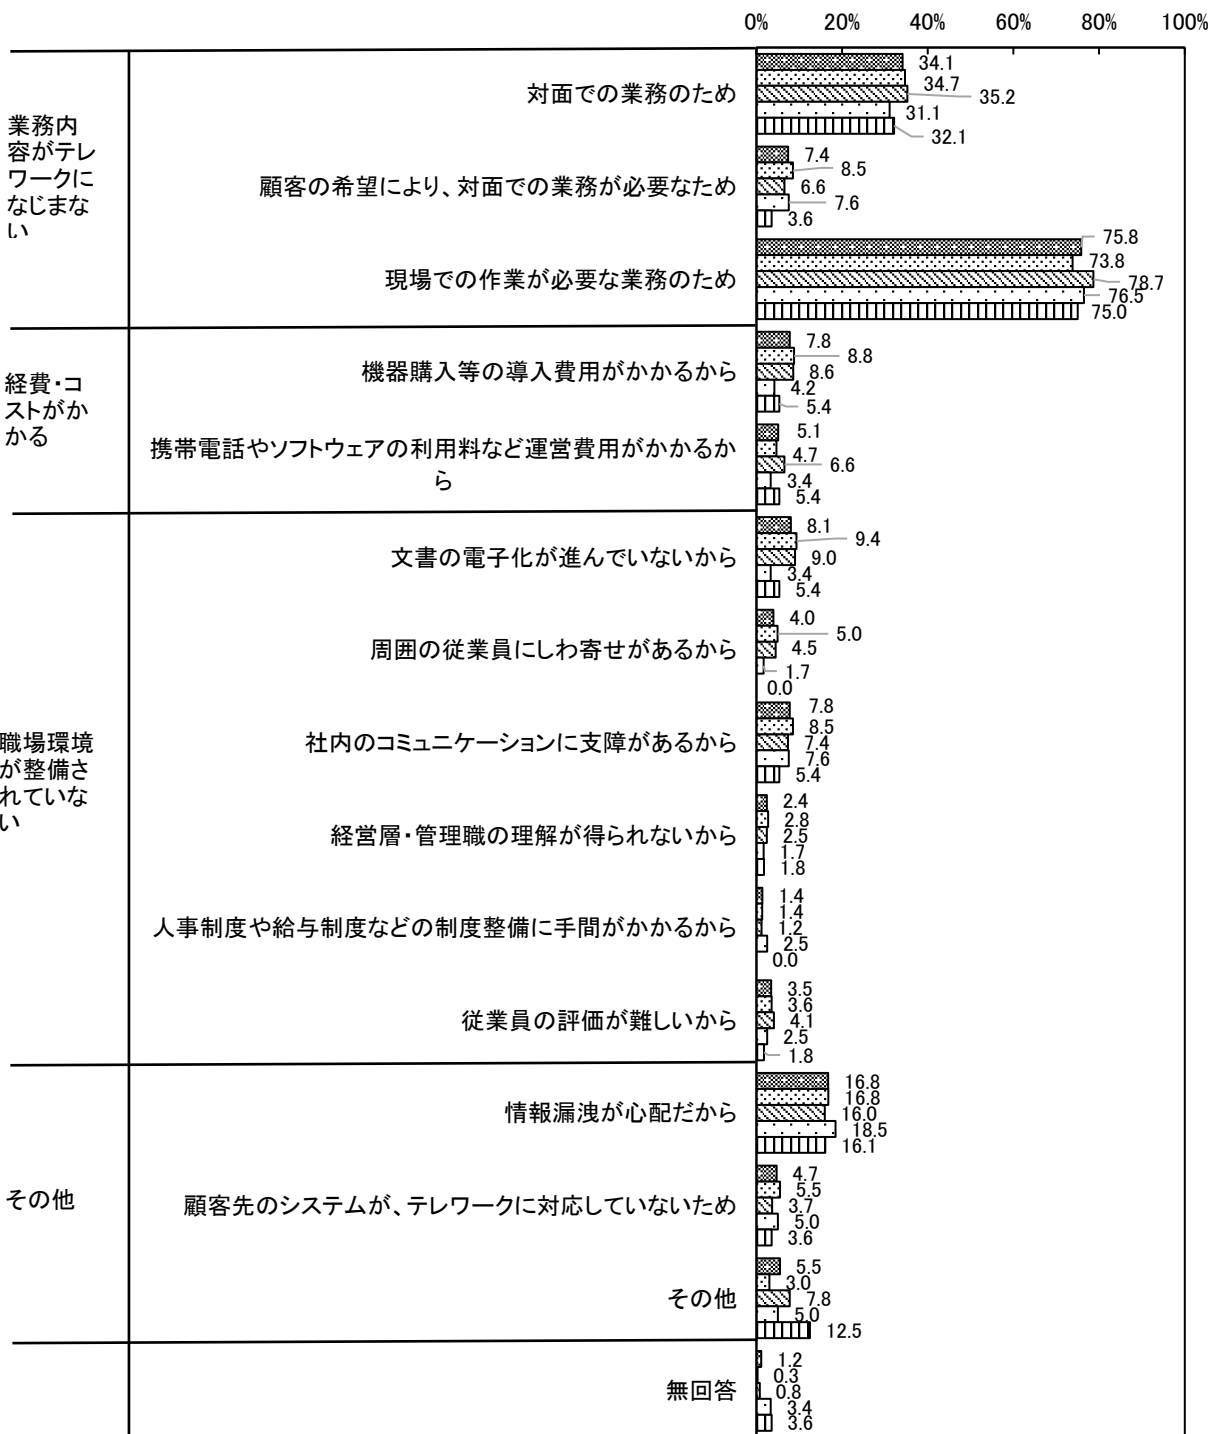 0% 20% 40% 60% 80% 100%
業務内
容がテレ
ワークに
なじまな
い
対面での業務のため
34.1
34.7
35.2
31.1
32.1
顧客の希望により、対面での業務が必要なため
7.4
8.5
6.6
7.6
3.6
現場での作業が必要な業務のため
75.8
73.8
78.7
76.5
75.0
経費・コ
ストがか
かる
機器購入等の導入費用がかかるから
7.8
8.8
8.6
4.2
5.4
携帯電話やソフトウェアの利用料など運営費用がかかるか
ら
5.1
4.7
6.6
3.4
5.4
職場環境
が整備さ
れていな
い
文書の電子化が進んでいないから
8.1
9.4
9.0
3.4
5.4
周囲の従業員にしわ寄せがあるから
4.0
5.0
4.5
1.7
0.0
社内のコミュニケーションに支障があるから
7.8
8.5
7.4
7.6
5.4
経営層・管理職の理解が得られないから
2.4
2.8
2.5
1.7
1.8
人事制度や給与制度などの制度整備に手間がかかるから
1.4
1.4
1.2
2.5
0.0
従業員の評価が難しいから
3.5
3.6
4.1
2.5
1.8
その他
情報漏洩が心配だから
16.8
16.8
16.0
18.5
16.1
顧客先のシステムが、テレワークに対応していないため
4.7
5.5
3.7
5.0
3.6
その他
5.5
3.0
7.8
5.0
12.5
無回答
1.2
0.3
0.8
3.4
3.6